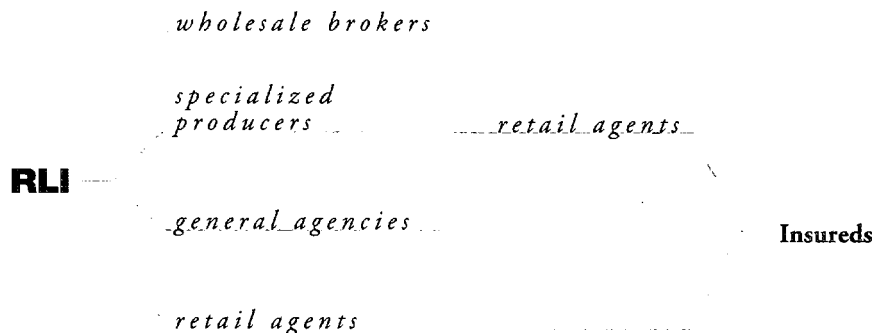 wholesale brokers
specialized
producers
retail agents
RLI
general agencies
Insureds
retail agents